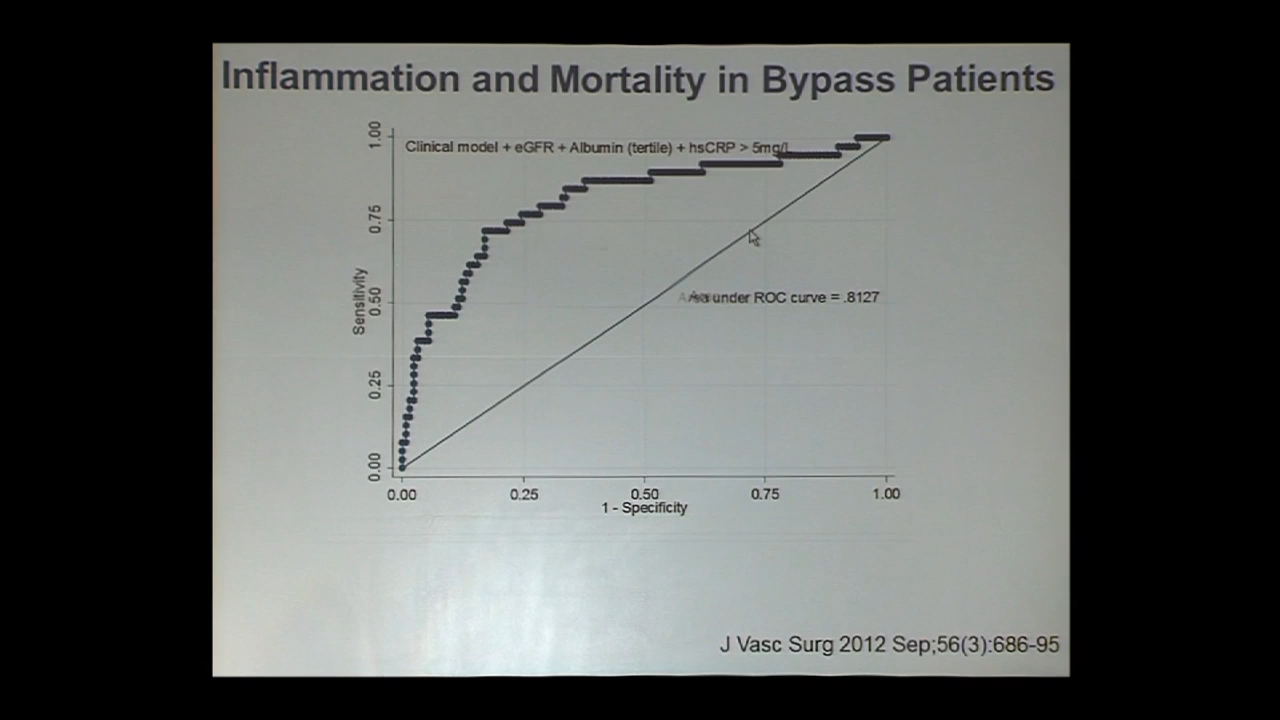 Inflammation and Mortality in Bypass Patients
Clinical model + eGFR + Albumin (tertile) + hsCRP > 5mg/L
1.00
0.75
0.50
0.25
0.00
Sensitivity
Area under ROC curve = .8127
0.00 0.25 0.50 0.75 1.00
1 - Specificity
J Vasc Surg 2012 Sep;56(3):686-95